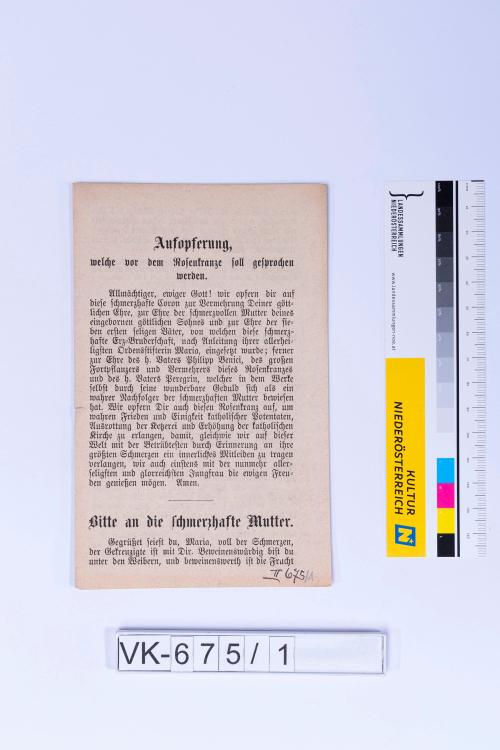 Aufopferung,
welche vor dem Rosenkranze soll gesprochen
werden.
Allmächtiger, ewiger Gott! wir opfern dir auf
diese schmerzhafte Coron zur Vermehrung Deiner gött-
lichen Ehre, zur Ehre der schmerzvollen Mutter deines
eingebornen göttlichen Sohnes und zur Ehre der sie-
ben ersten seligen Väter, von welchen diese schmerz-
hafte Erz-Bruderschaft, nach Anleitung ihrer allerhei-
ligsten Ordensstifterin Maria, eingesetzt wurde; ferner
zur Ehre des h. Vaters Philipp Benici, des großen
Fortpflanzers und Vermehrers dieses Rosenkranzes
und des h. Vaters Peregrin, welcher in dem Werke
selbst durch seine wunderbare Geduld sich als ein
wahrer Nachfolger der schmerzhaften Mutter bewiesen
hat. Wir opfern Dir auch diesen Rosenkranz auf, um
wahren Frieden und Einigkeit katholischer Potentaten,
Ausrottung der Ketzerei und Erhöhung der katholischen
Kirche zu erlangen, damit, gleichwie wir auf dieser
Welt mit der Betrübtesten durch Erinnerung an ihre
größten Schmerzen ein innerliches Mitleiden zu tragen
verlangen, wir auch einstens mit der nunmehr aller-
seligsten und glorreichsten Jungfrau die ewigen Freu-
den genießen mögen. Amen.
Bitte an die schmerzhafte Mutter.
Gegrüßet seiest du, Maria, voll der Schmerzen,
der Gekreuzigte ist mit Dir. Beweinenswürdig bist du
unter den Weibern, und beweinenswerth ist die Frucht
II 675/1
VK-675/1
LANDESSAMMLUNGEN
NIEDERÖSTERREICH
www.landessammlungen-noe.at
KULTUR
NIEDERÖSTERREICH
N